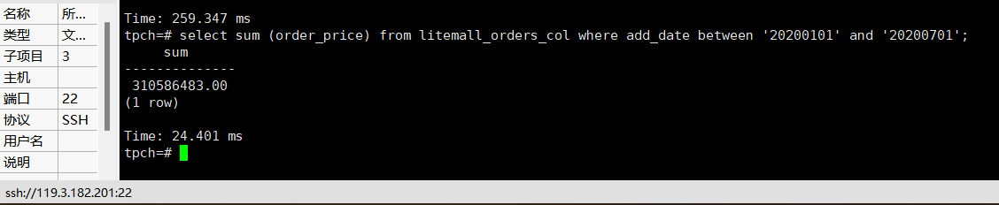 名称 所...
类型 文...
子项目 3
主机
端口 22
协议 SSH
用户名
说明
Time: 259.347 ms
tpch=# select sum (order_price) from litemall_orders_col where add_date between '20200101' and '20200701';
sum
--------------
310586483.00
(1 row)
Time: 24.401 ms
tpch=#
ssh://119.3.182.201:22